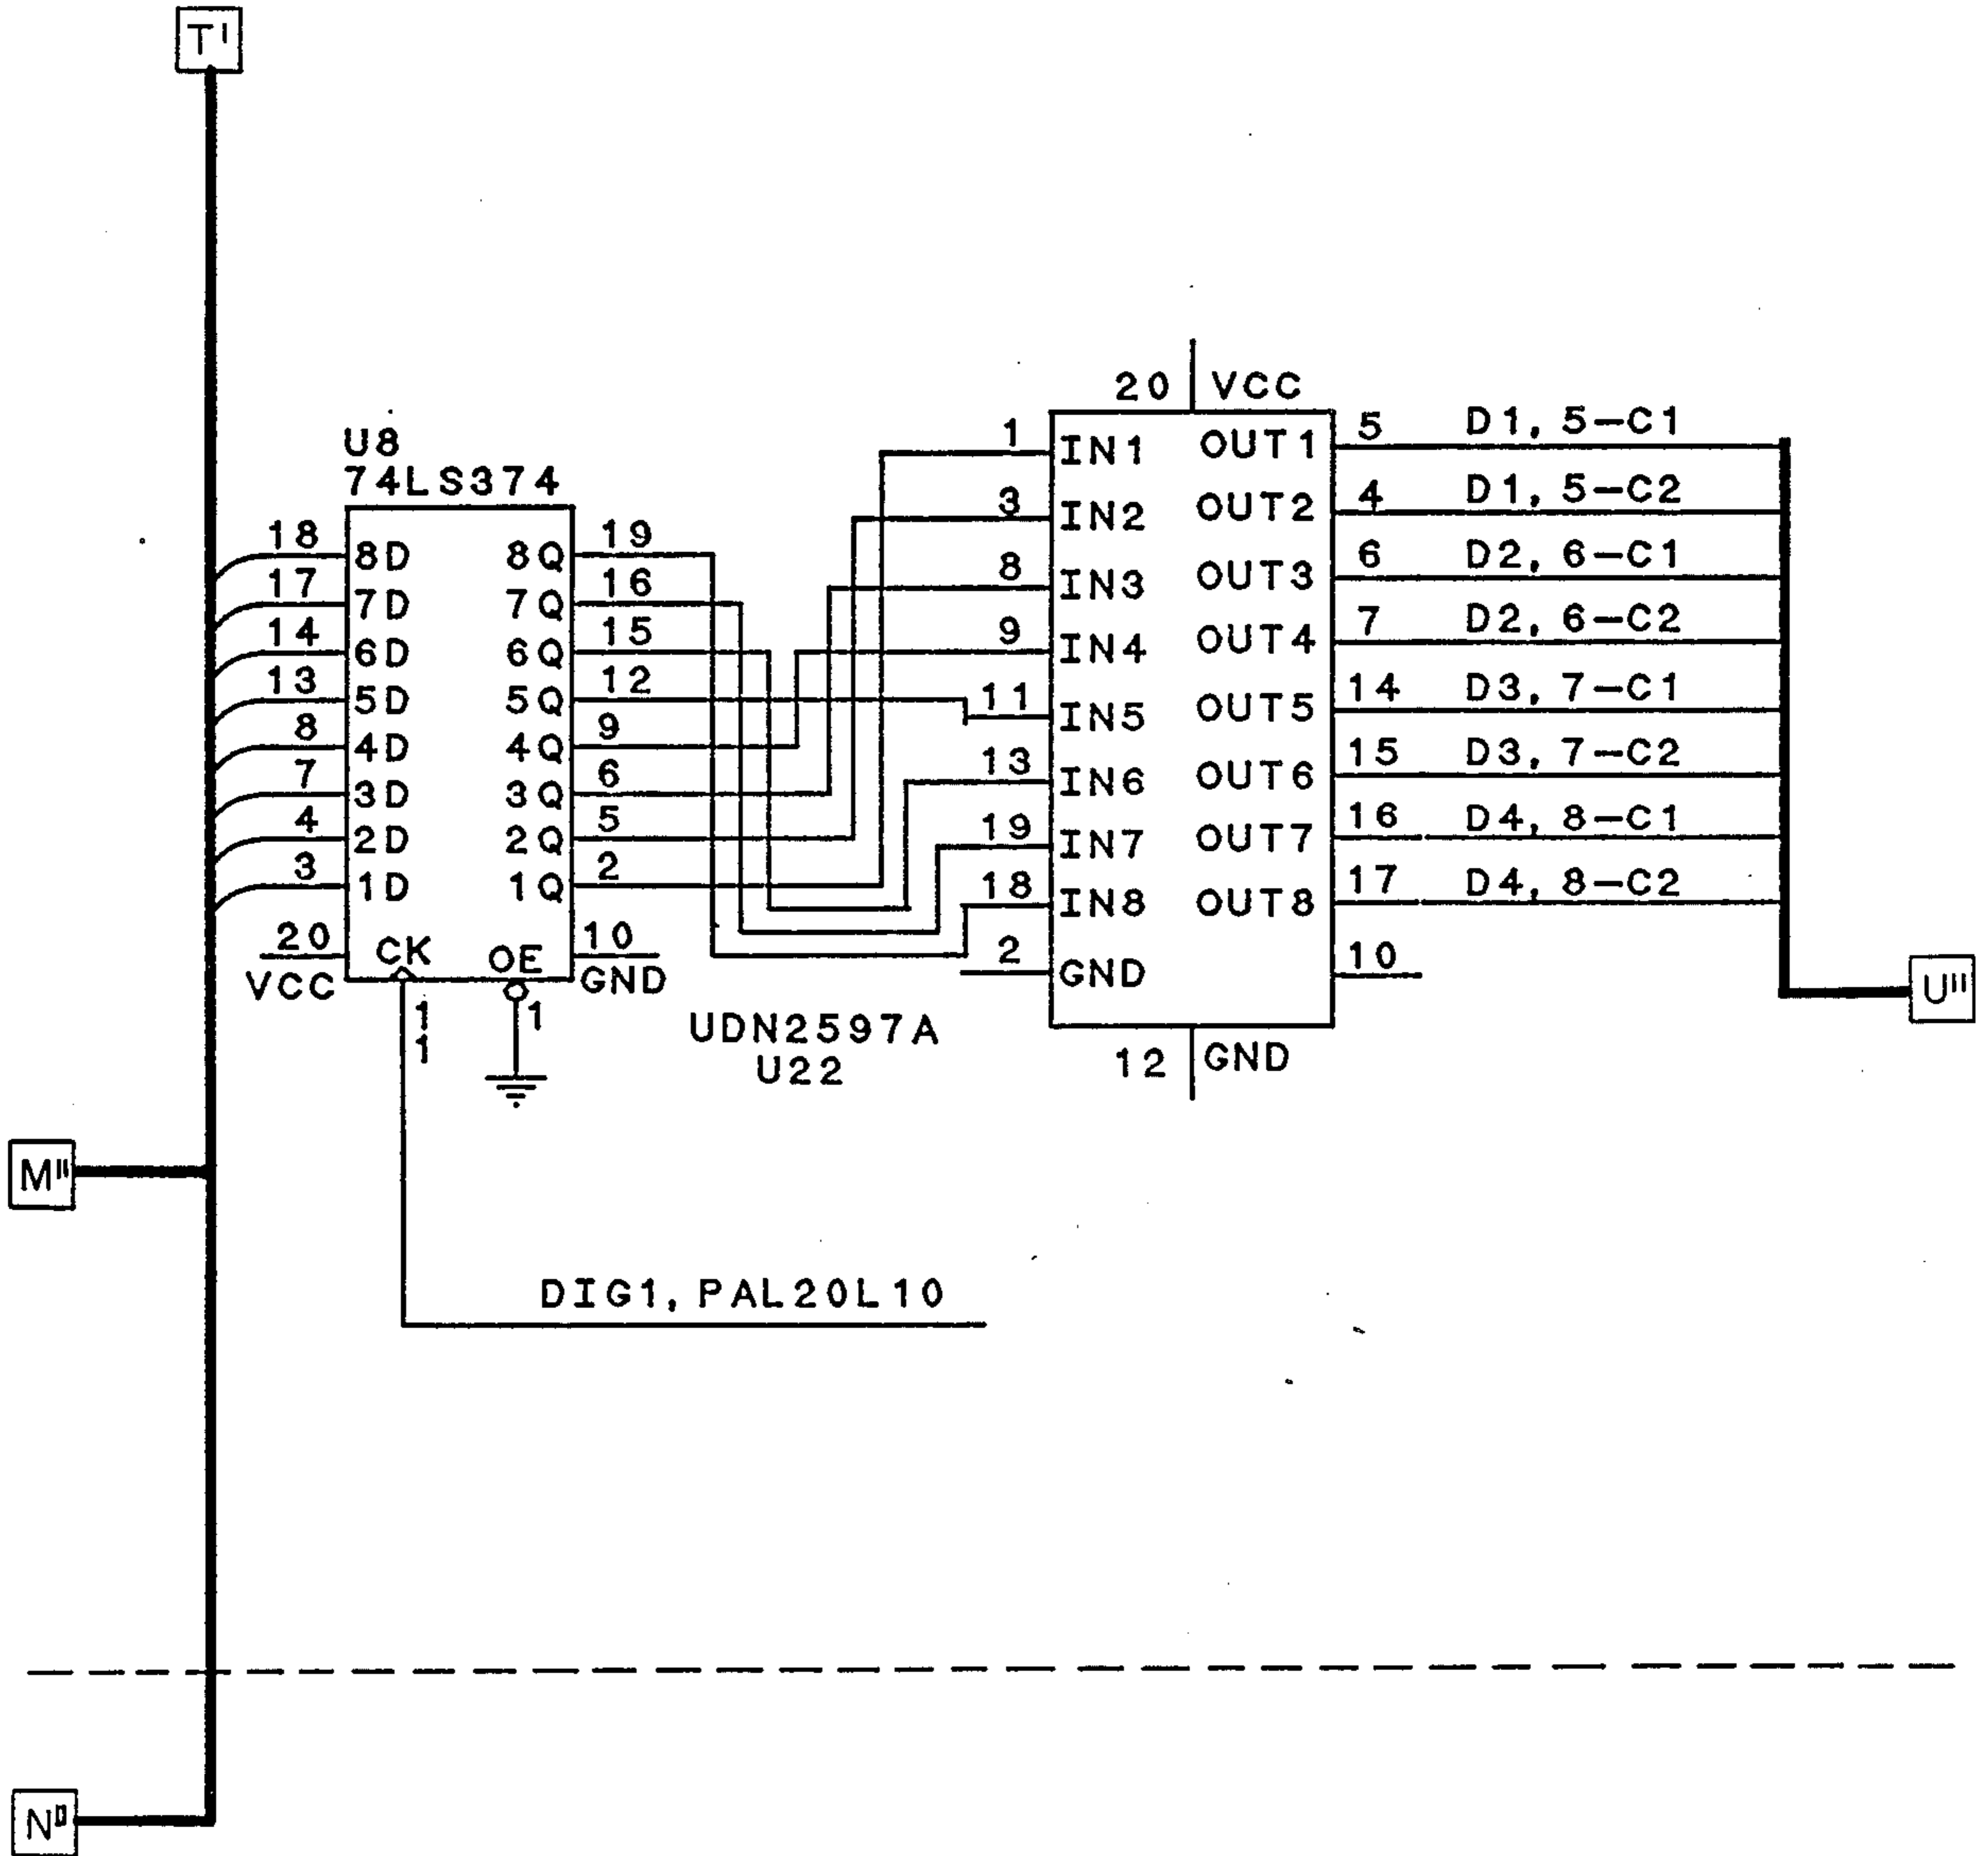 T'
20 VCC
U8
74LS374
18 8D 8Q 19
17 7D 7Q 16
14 6D 6Q 15
13 5D 5Q 12
8 4D 4Q 9
7 3D 3Q 6
4 2D 2Q 5
3 1D 1Q 2
20 VCC
CK
OE
10 GND
11
1
1 IN1 OUT1 5 D1, 5-C1
3 IN2 OUT2 4 D1, 5-C2
8 IN3 OUT3 6 D2, 6-C1
9 IN4 OUT4 7 D2, 6-C2
11 IN5 OUT5 14 D3, 7-C1
13 IN6 OUT6 15 D3, 7-C2
19 IN7 OUT7 16 D4, 8-C1
18 IN8 OUT8 17 D4, 8-C2
2 GND 10
UDN2597A
U22
12 GND
U"
M"
DIG1, PAL20L10
N"